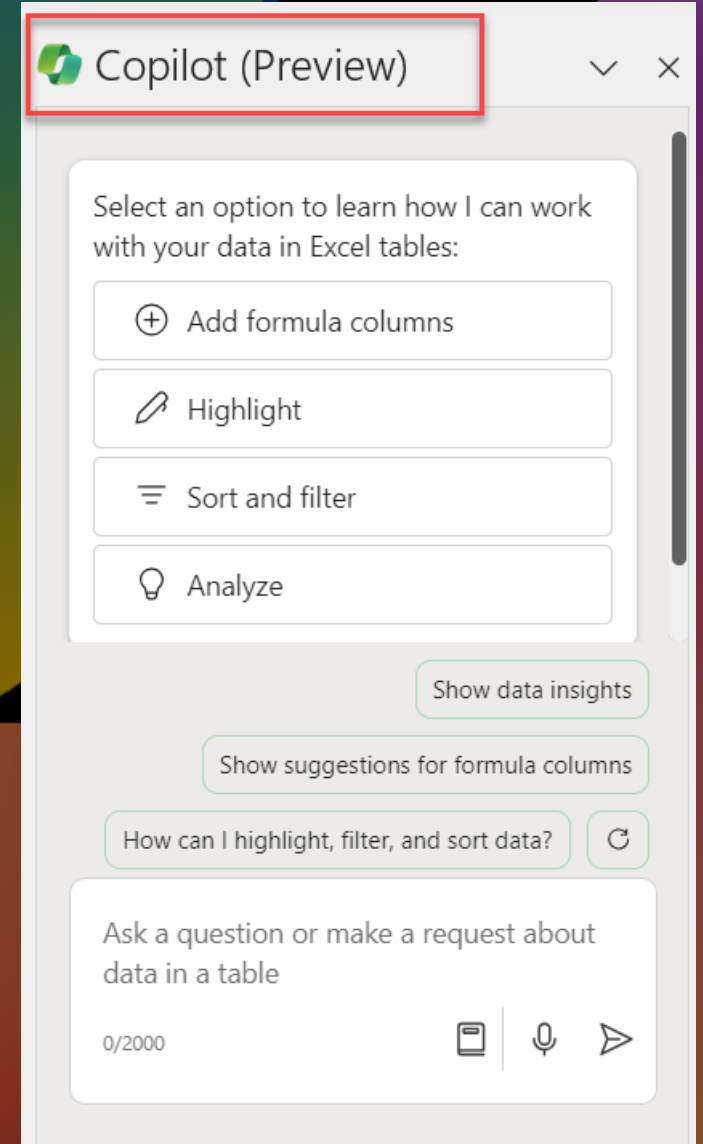 Copilot (Preview)
Select an option to learn how I can work
with your data in Excel tables:
Add formula columns
Highlight
Sort and filter
Analyze
Show data insights
Show suggestions for formula columns
How can I highlight, filter, and sort data?
Ask a question or make a request about
data in a table
0/2000